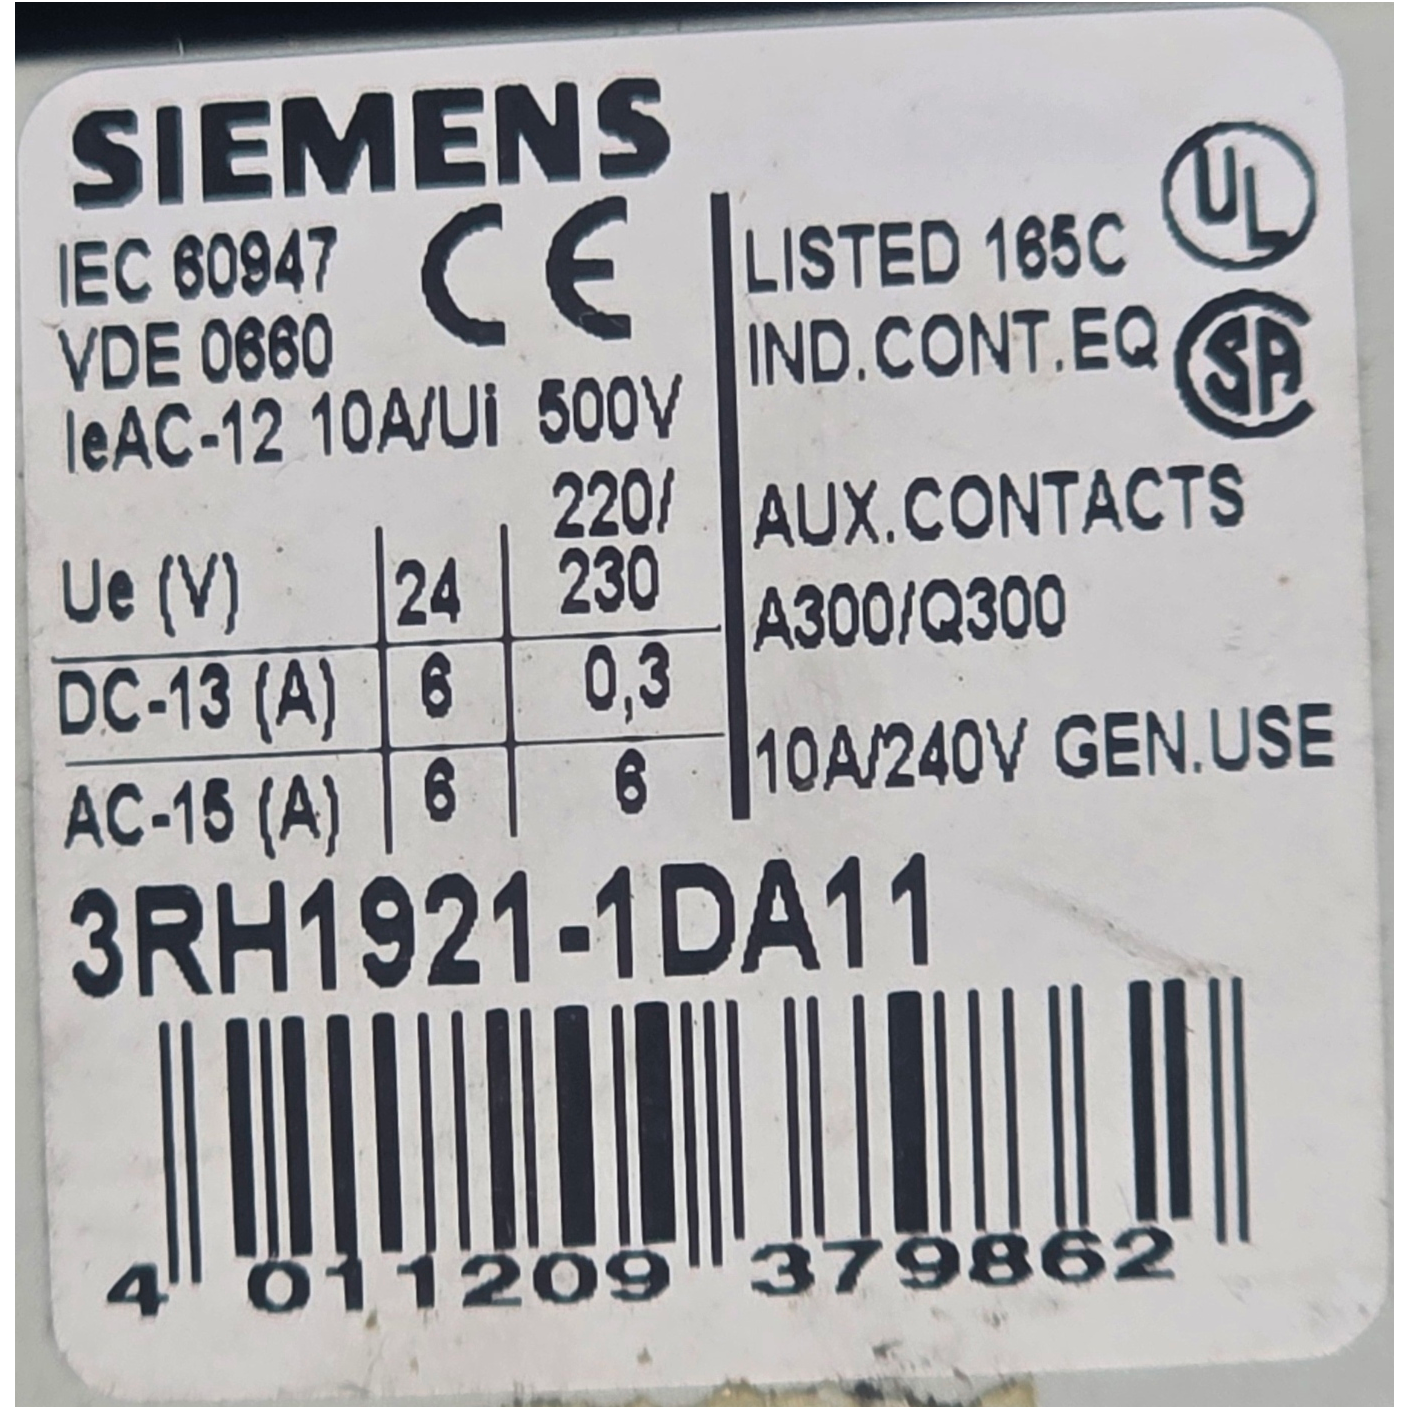 SIEMENS
IEC 60947 CE
VDE 0660
IeAC-12 10A/Ui 500V
Ue (V) 24 220/
230
DC-13 (A) 6 0,3
AC-15 (A) 6 6
LISTED 165C UL
IND.CONT.EQ SA
AUX.CONTACTS
A300/Q300
10A/240V GEN.USE
3RH1921-1DA11
4 011209 379862